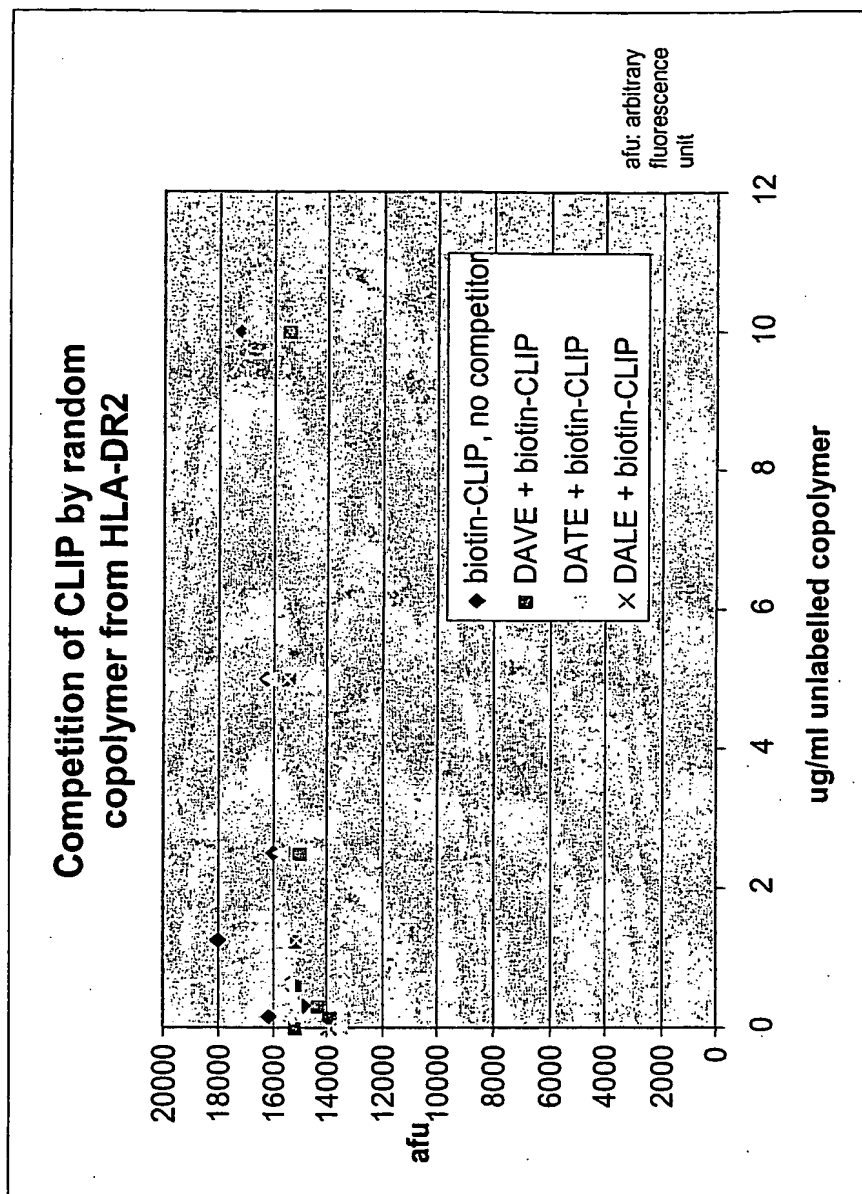 Competition of CLIP by random
copolymer from HLA-DR2
20000
18000
16000
14000
12000
10000
8000
6000
4000
2000
0
afu
biotin-CLIP, no competitor
DAVE + biotin-CLIP
DATE + biotin-CLIP
DALE + biotin-CLIP
0
2
4
6
8
10
12
ug/ml unlabelled copolymer
afu: arbitrary
fluorescence
unit